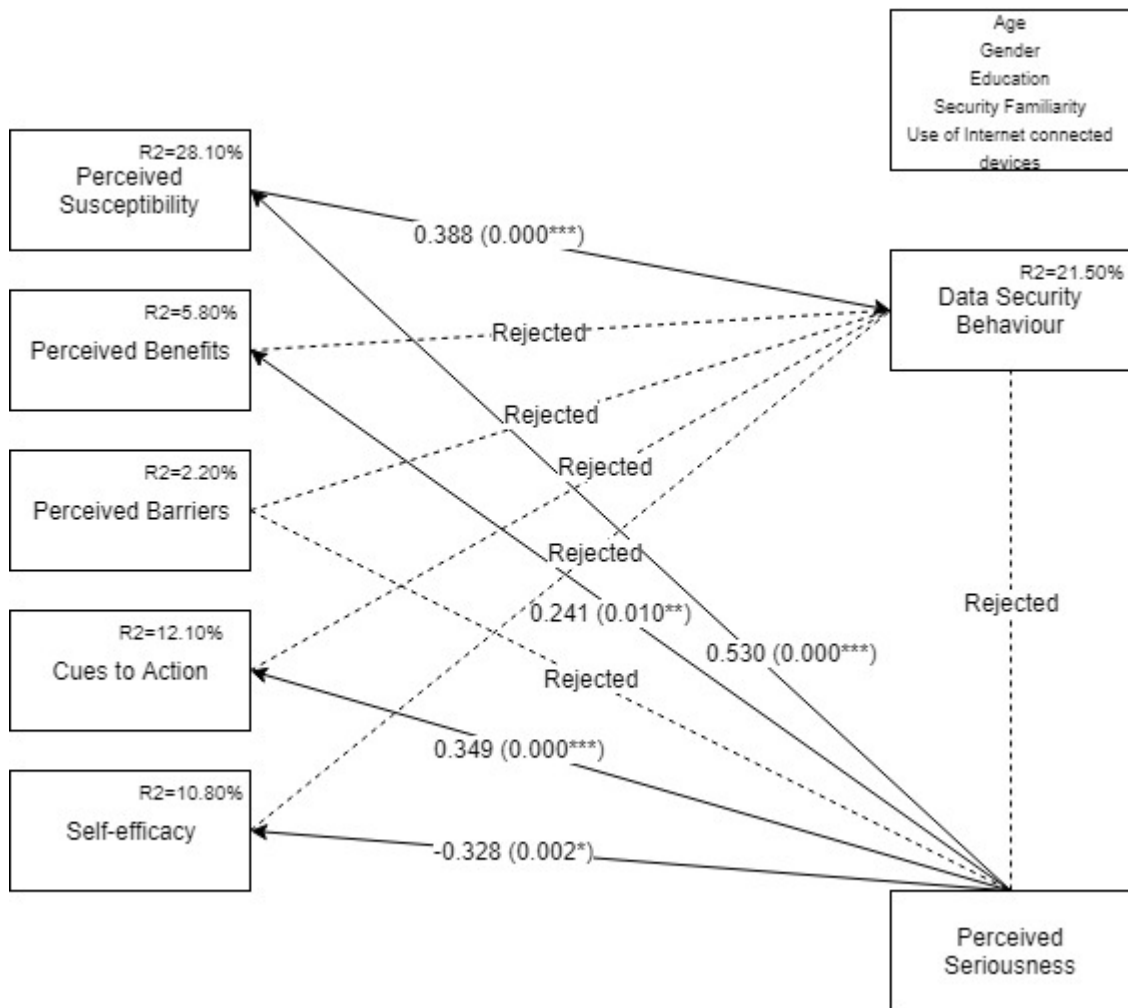 Age
Gender
Education
Security Familiarity
Use of Internet connected
devices
R2=28.10%
Perceived
Susceptibility
0.388 (0.000***)
R2=21.50%
Data Security
Behaviour
R2=5.80%
Perceived Benefits
Rejected
Rejected
R2=2.20%
Perceived Barriers
Rejected
Rejected
0.241 (0.010**)
Rejected
R2=12.10%
Cues to Action
0.530 (0.000***)
Rejected
0.349 (0.000***)
R2=10.80%
Self-efficacy
-0.328 (0.002*)
Perceived
Seriousness